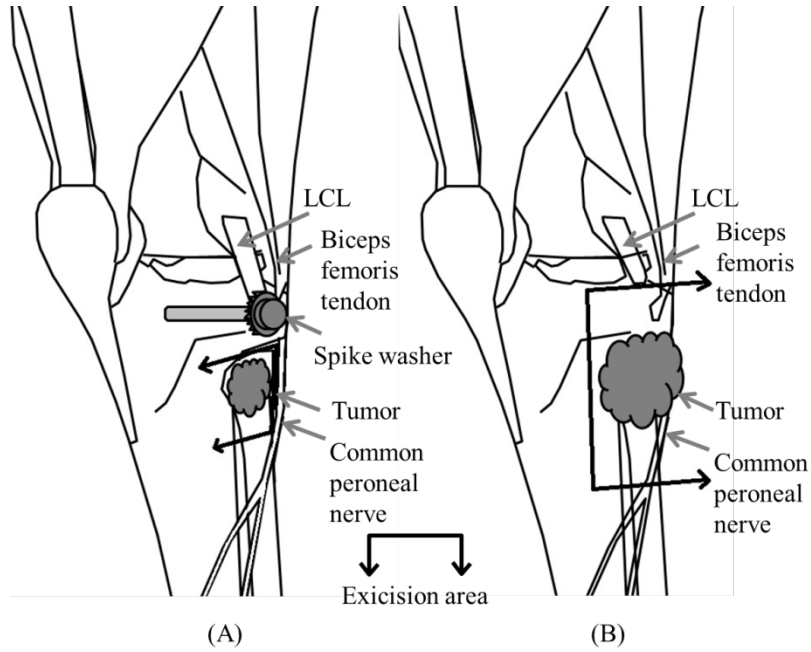 LCL
Biceps
femoris
tendon
Spike washer
Tumor
Common
peroneal
nerve
LCL
Biceps
femoris
tendon
Tumor
Common
peroneal
nerve
Exicision area
(A)
(B)